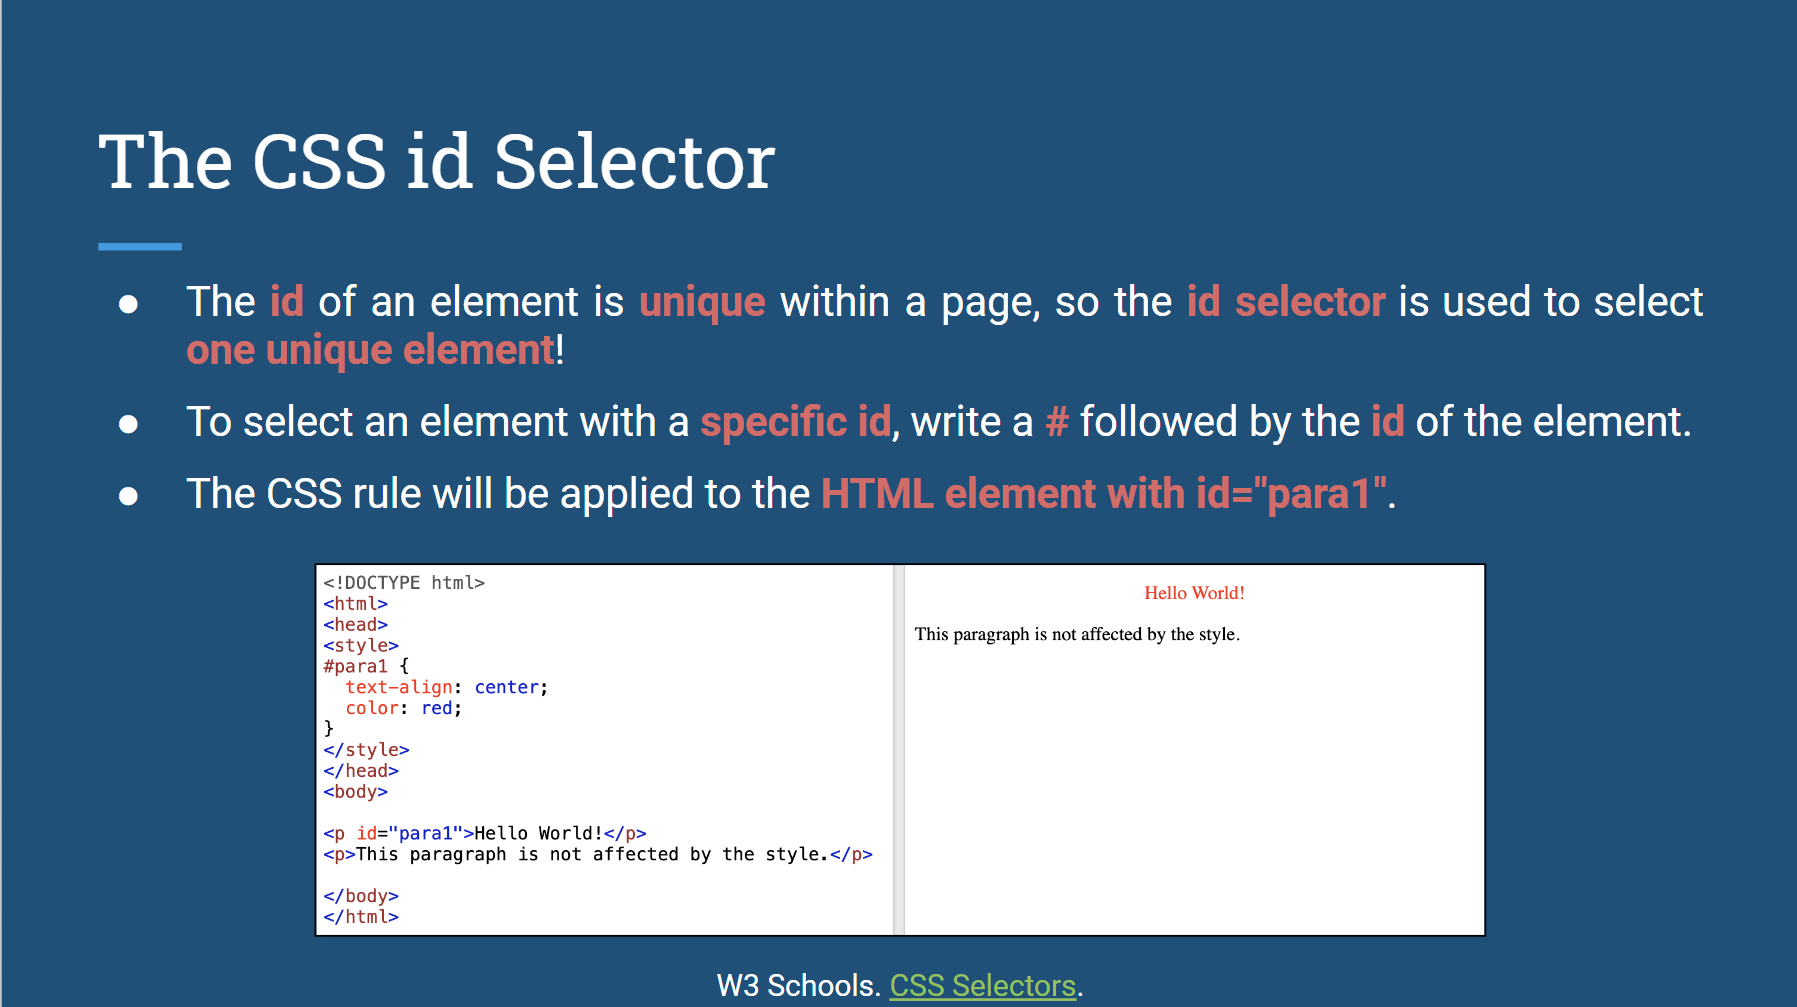 The CSS id Selector
● The id of an element is unique within a page, so the id selector is used to select
one unique element!
● To select an element with a specific id, write a # followed by the id of the element.
● The CSS rule will be applied to the HTML element with id="para1".
<!DOCTYPE html>
<html>
<head>
<style>
#para1 {
  text-align: center;
  color: red;
}
</style>
</head>
<body>

<p id="para1">Hello World!</p>
<p>This paragraph is not affected by the style.</p>

</body>
</html>
Hello World!
This paragraph is not affected by the style.
W3 Schools. CSS Selectors.